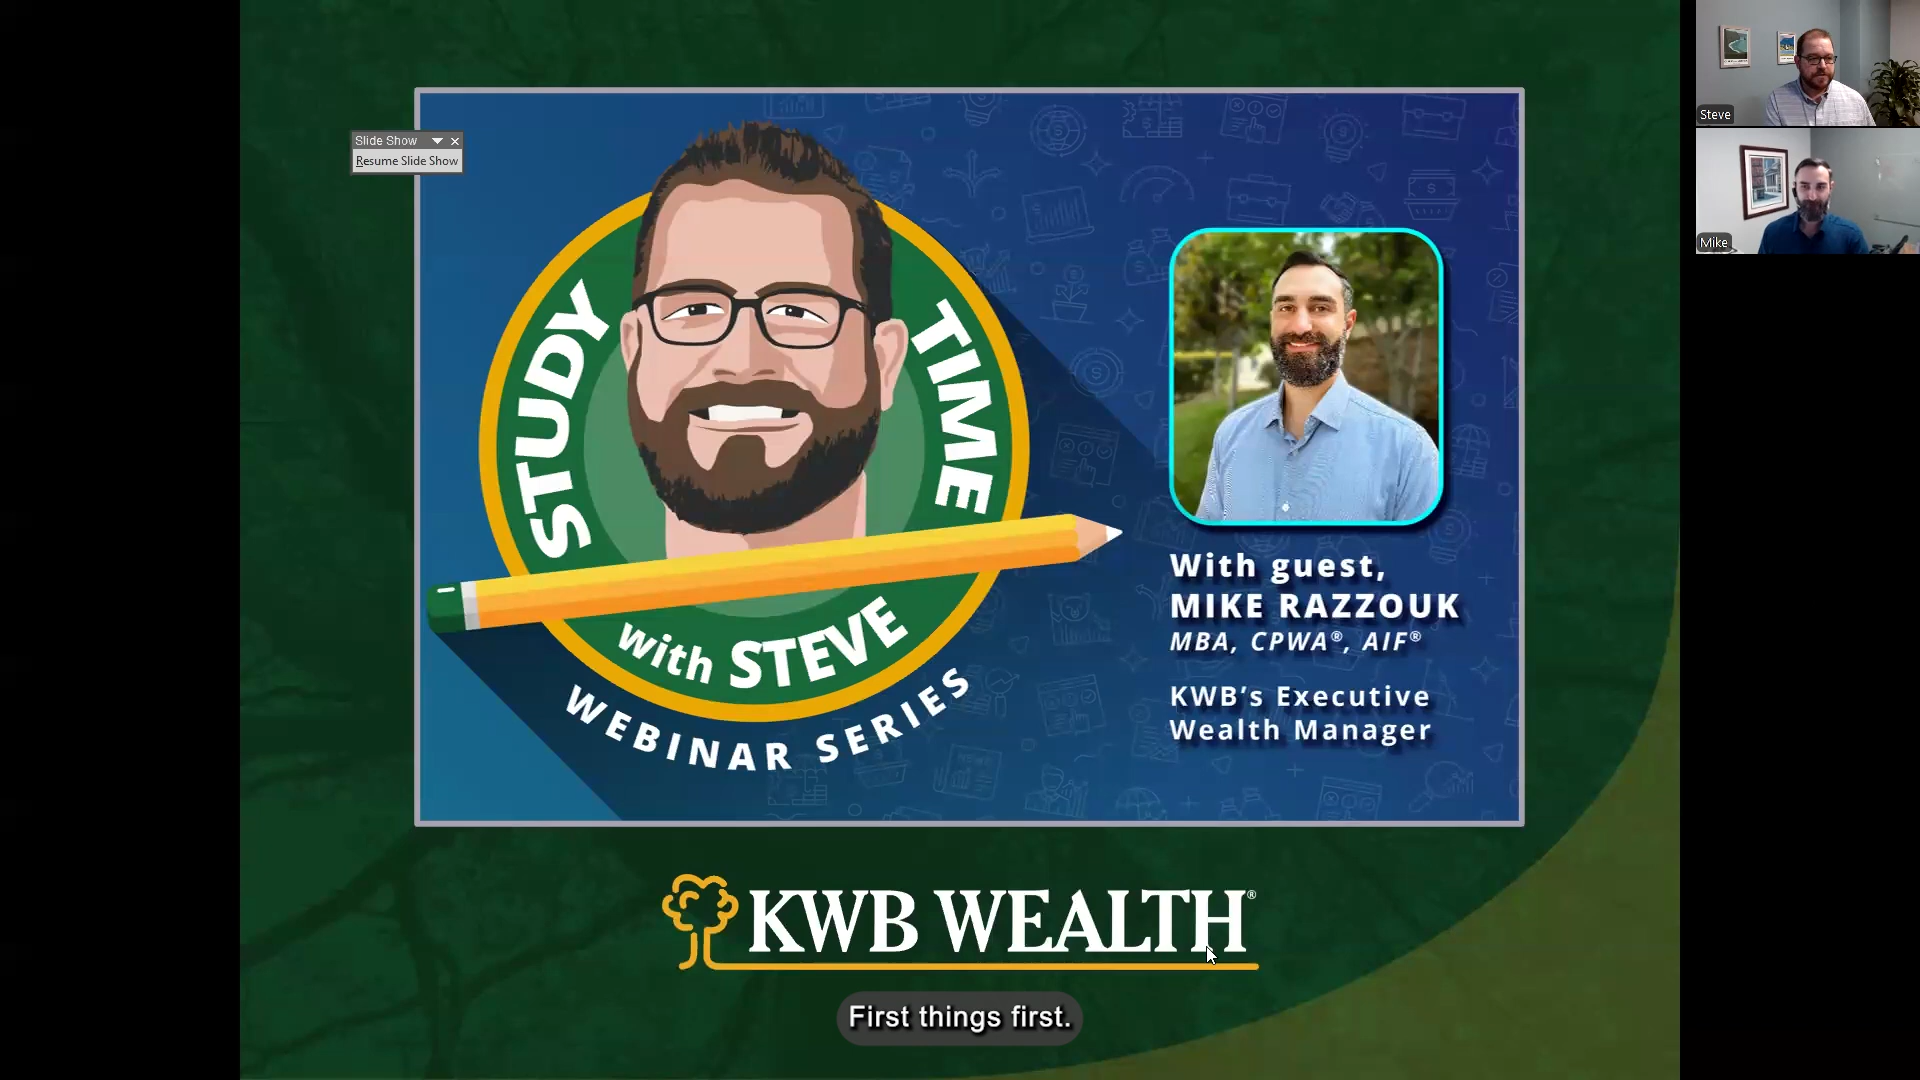 Slide Show
Resume Slide Show
STUDY TIME
with STEVE
WEBINAR SERIES
With guest,
MIKE RAZZOUK
MBA, CPWA®, AIF®
KWB’s Executive
Wealth Manager
KWB WEALTH®
First things first.
Steve
Mike